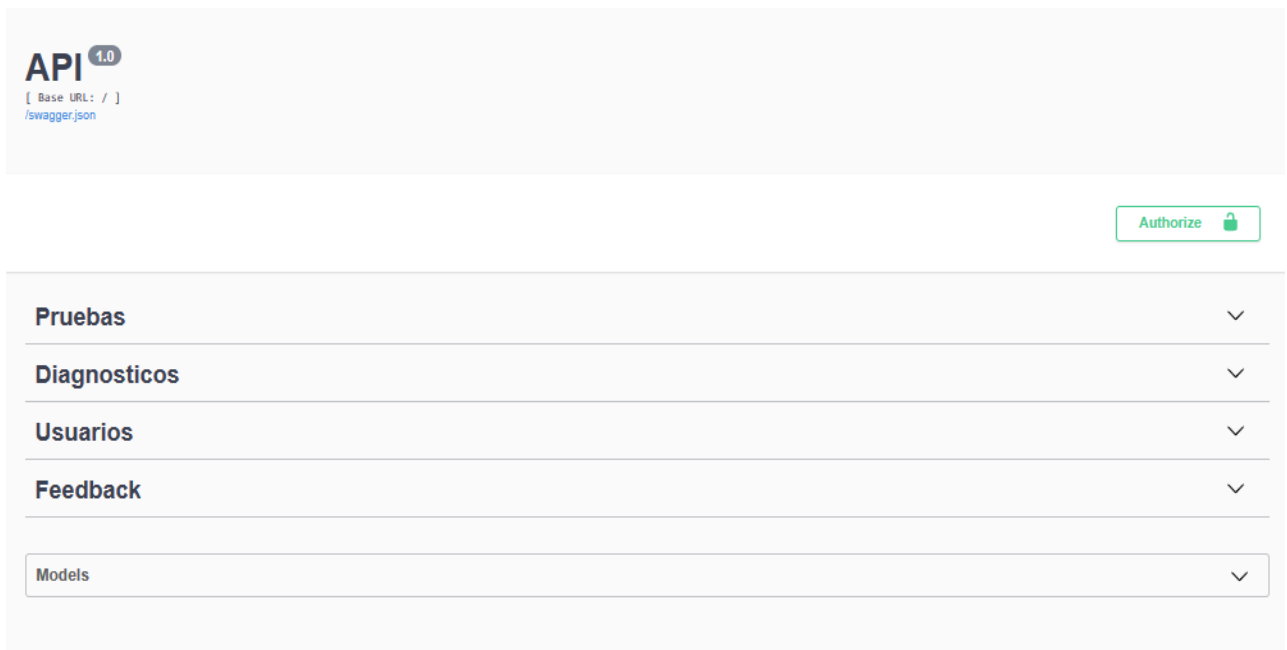 API 1.0
[ Base URL: / ]
/swagger.json
Authorize
Pruebas
Diagnosticos
Usuarios
Feedback
Models